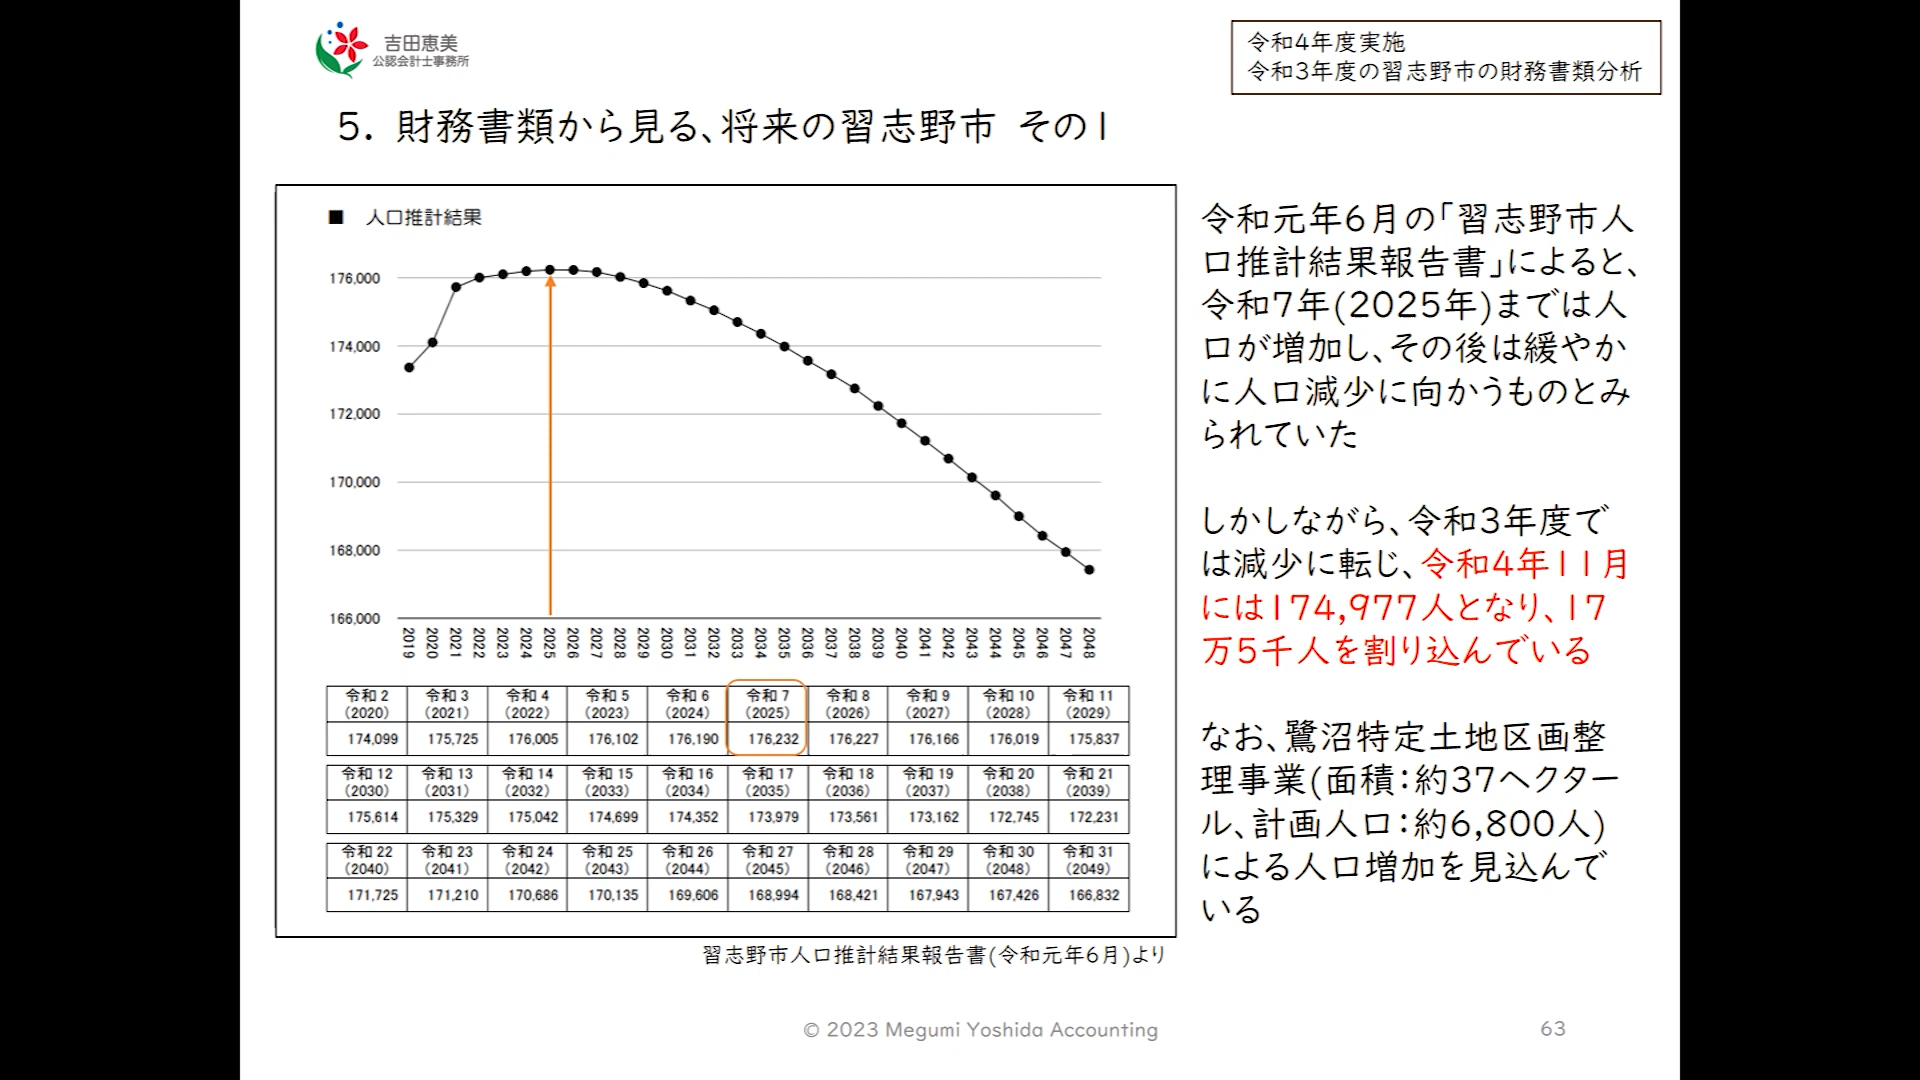 吉田恵美
公認会計士事務所
令和4年度実施
令和3年度の習志野市の財務書類分析
5. 財務書類から見る、将来の習志野市 その1
■ 人口推計結果
176,000
174,000
172,000
170,000
168,000
166,000
2019 2020 2021 2022 2023 2024 2025 2026 2027 2028 2029 2030 2031 2032 2033 2034 2035 2036 2037 2038 2039 2040 2041 2042 2043 2044 2045 2046 2047 2048
令和2 令和3 令和4 令和5 令和6 令和7 令和8 令和9 令和10 令和11
(2020) (2021) (2022) (2023) (2024) (2025) (2026) (2027) (2028) (2029)
174,099 175,725 176,005 176,102 176,190 176,232 176,227 176,166 176,019 175,837
令和12 令和13 令和14 令和15 令和16 令和17 令和18 令和19 令和20 令和21
(2030) (2031) (2032) (2033) (2034) (2035) (2036) (2037) (2038) (2039)
175,614 175,329 175,042 174,699 174,352 173,979 173,561 173,162 172,745 172,231
令和22 令和23 令和24 令和25 令和26 令和27 令和28 令和29 令和30 令和31
(2040) (2041) (2042) (2043) (2044) (2045) (2046) (2047) (2048) (2049)
171,725 171,210 170,686 170,135 169,606 168,994 168,421 167,943 167,426 166,832
習志野市人口推計結果報告書(令和元年6月)より
令和元年6月の「習志野市人
口推計結果報告書」によると、
令和7年(2025年)までは人
口が増加し、その後は緩やか
に人口減少に向かうものとみ
られていた
しかしながら、令和3年度で
は減少に転じ、令和4年11月
には174,977人となり、17
万5千人を割り込んでいる
なお、鷺沼特定土地区画整
理事業(面積:約37ヘクター
ル、計画人口:約6,800人)
による人口増加を見込んで
いる
© 2023 Megumi Yoshida Accounting
63